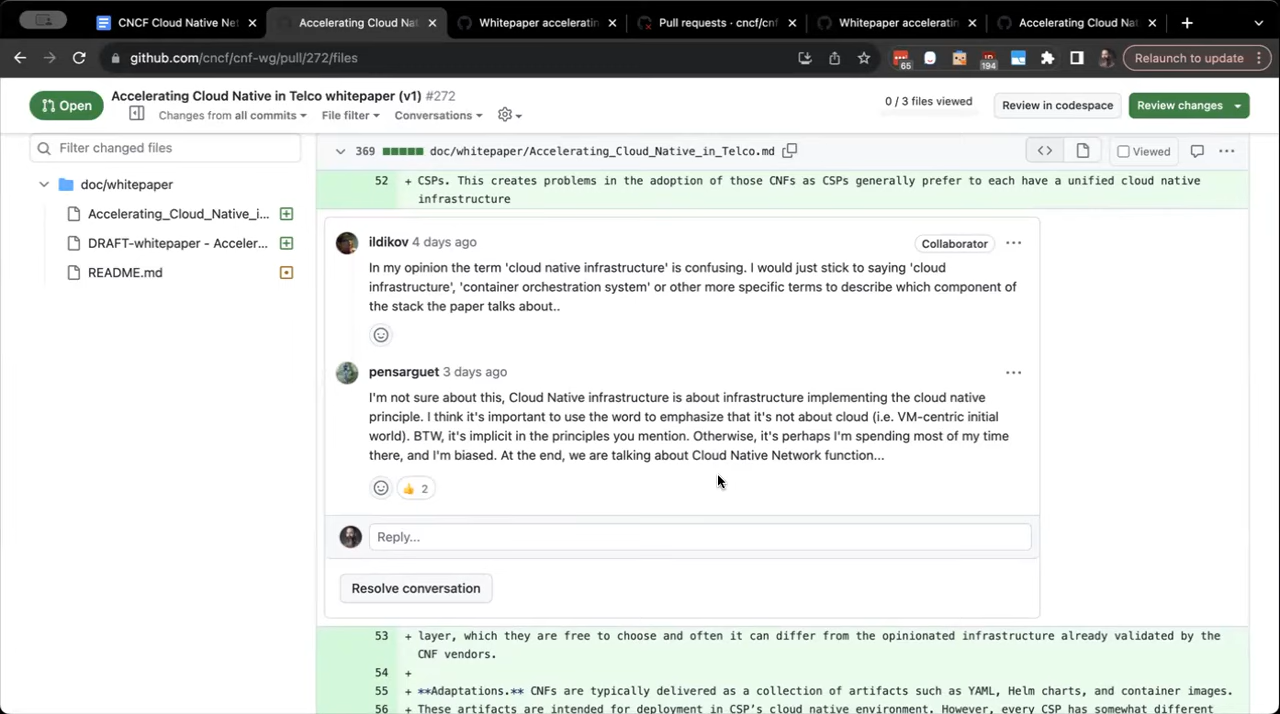 CNCF Cloud Native Net
Accelerating Cloud Nat
Whitepaper acceleratin
Pull requests · cncf/cnf
Whitepaper acceleratin
Accelerating Cloud Nat
github.com/cncf/cnf-wg/pull/272/files
65
194
Relaunch to update
Open
Accelerating Cloud Native in Telco whitepaper (v1) #272
Changes from all commits
File filter
Conversations
0 / 3 files viewed
Review in codespace
Review changes
Filter changed files
doc/whitepaper
Accelerating_Cloud_Native_i...
DRAFT-whitepaper - Acceler...
README.md
369 doc/whitepaper/Accelerating_Cloud_Native_in_Telco.md
Viewed
52 + CSPs. This creates problems in the adoption of those CNFs as CSPs generally prefer to each have a unified cloud native
infrastructure
ildikov 4 days ago
Collaborator
In my opinion the term 'cloud native infrastructure' is confusing. I would just stick to saying 'cloud
infrastructure', 'container orchestration system' or other more specific terms to describe which component of
the stack the paper talks about..
pensarguet 3 days ago
I'm not sure about this, Cloud Native infrastructure is about infrastructure implementing the cloud native
principle. I think it's important to use the word to emphasize that it's not about cloud (i.e. VM-centric initial
world). BTW, it's implicit in the principles you mention. Otherwise, it's perhaps I'm spending most of my time
there, and I'm biased. At the end, we are talking about Cloud Native Network function...
👍 2
Reply...
Resolve conversation
53 + layer, which they are free to choose and often it can differ from the opinionated infrastructure already validated by the
CNF vendors.
54 +
55 + **Adaptations.** CNFs are typically delivered as a collection of artifacts such as YAML, Helm charts, and container images.
56 + These artifacts are intended for deployment in CSP's cloud native environment. However, every CSP has somewhat different